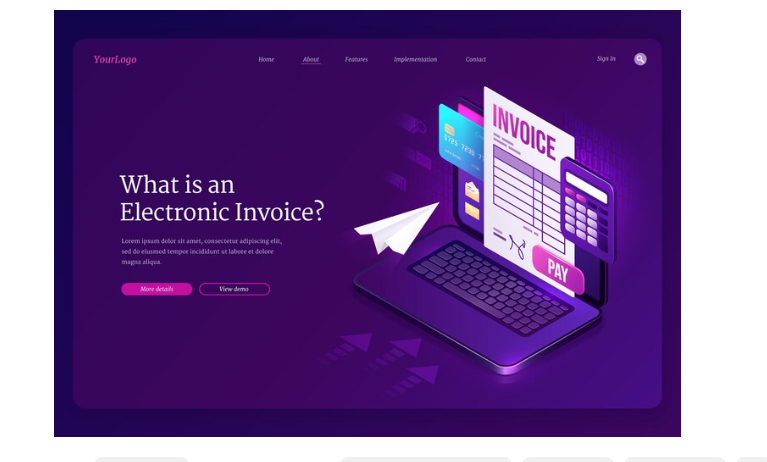 YourLogo
Home About Features Implementation Contact
Sign In
INVOICE
What is an
Electronic Invoice?
Lorem ipsum dolor sit amet, consectetur adipiscing elit,
sed do eiusmod tempor incididunt ut labore et dolore
magna aliqua.
More details View demo
PAY